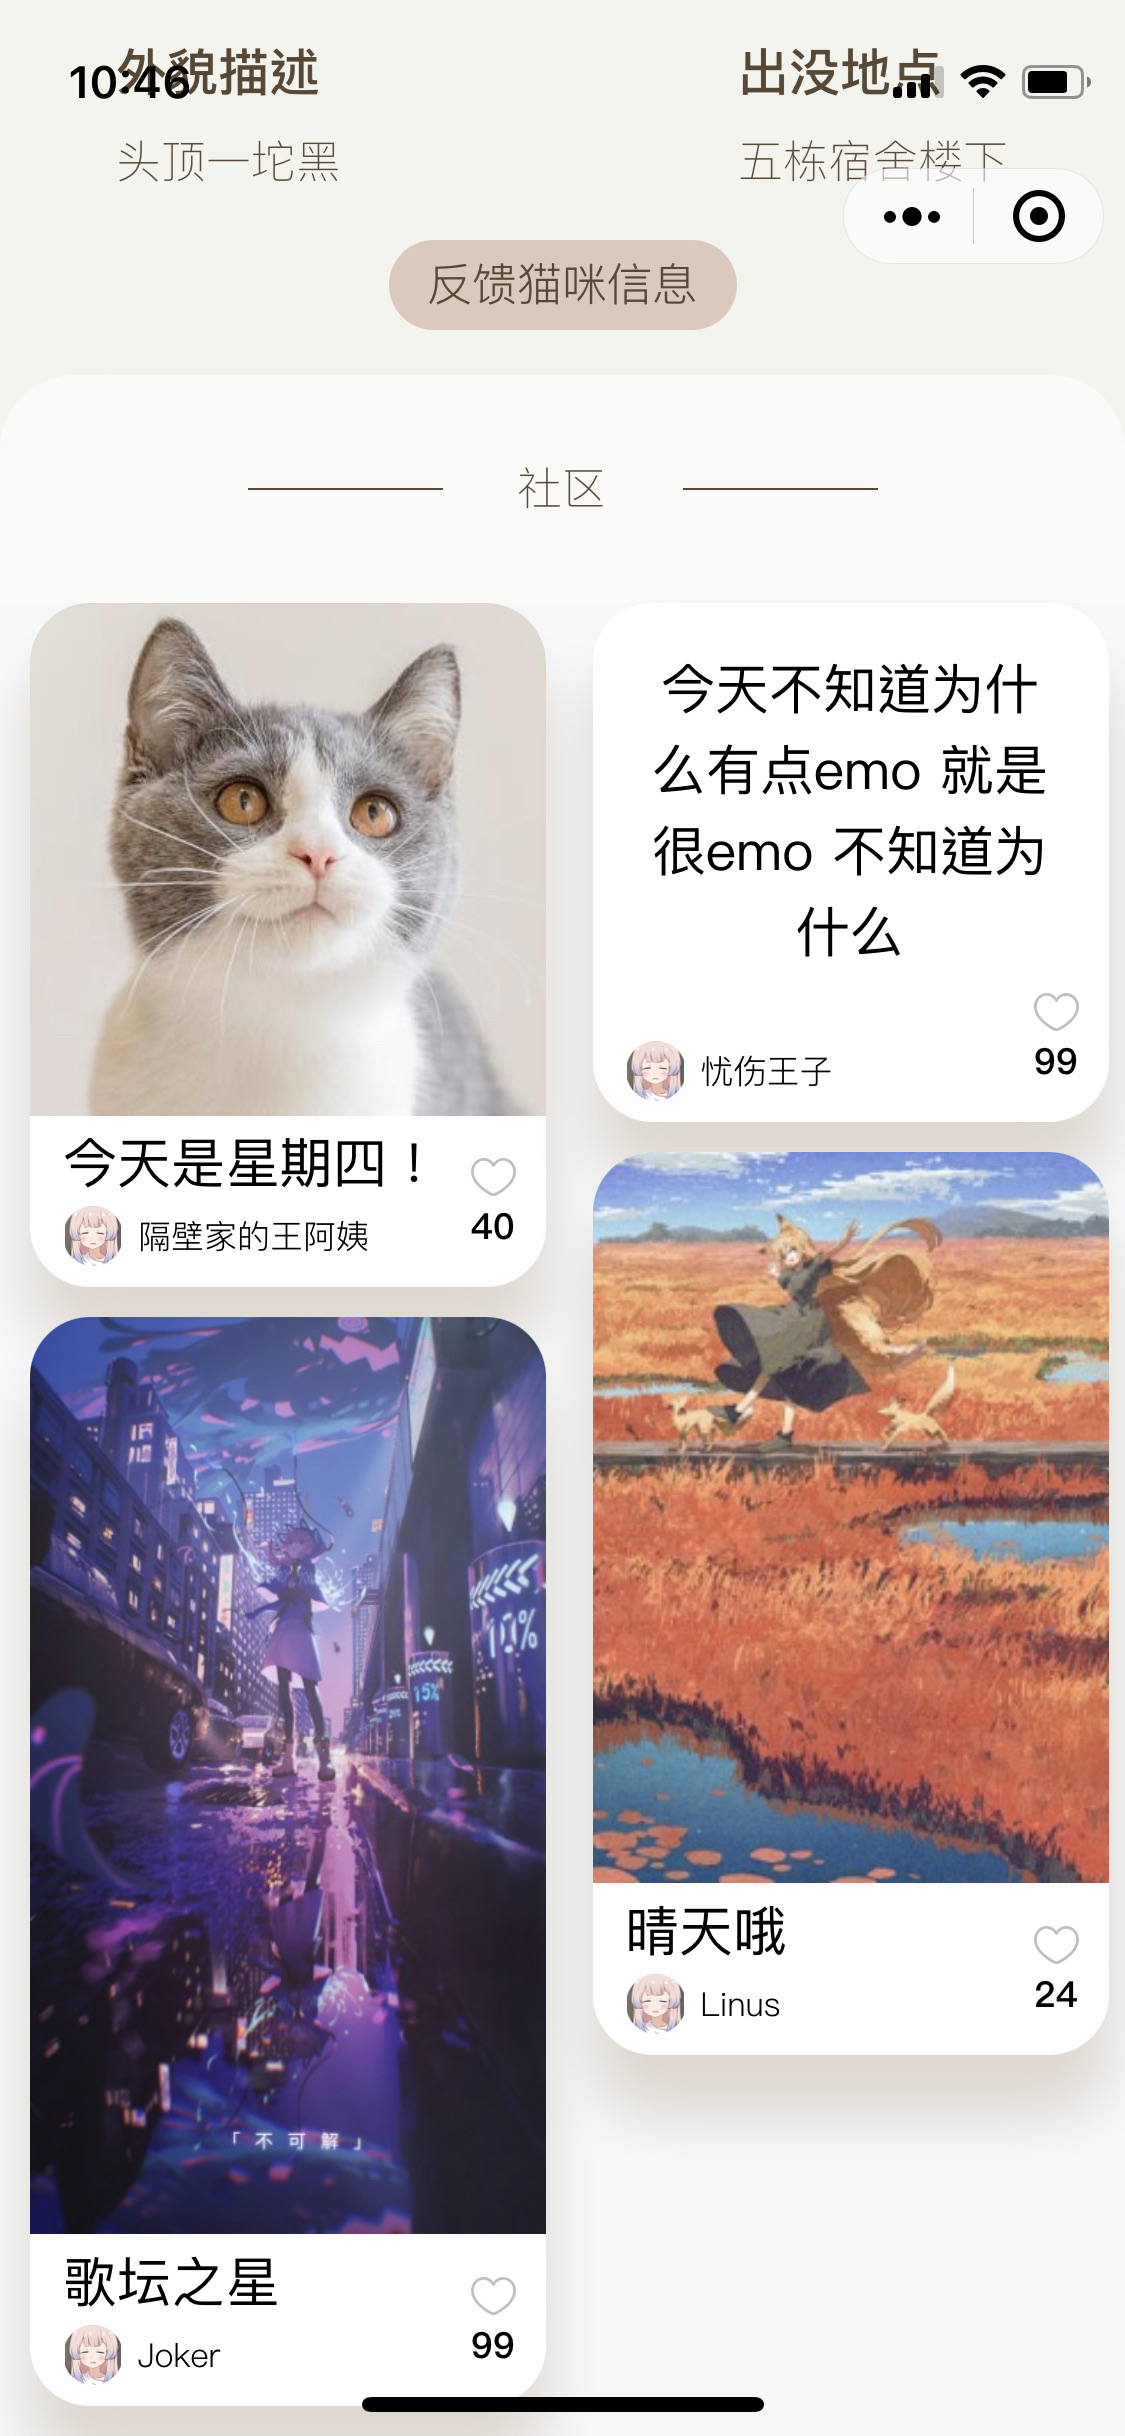 外貌描述
出没地点
10:46
头顶一坨黑
五栋宿舍楼下
反馈猫咪信息
社区
今天是星期四！
隔壁家的王阿姨
40
今天不知道为什
么有点emo 就是
很emo 不知道为
什么
忧伤王子
99
10%
15%
「不可解」
歌坛之星
Joker
99
晴天哦
Linus
24